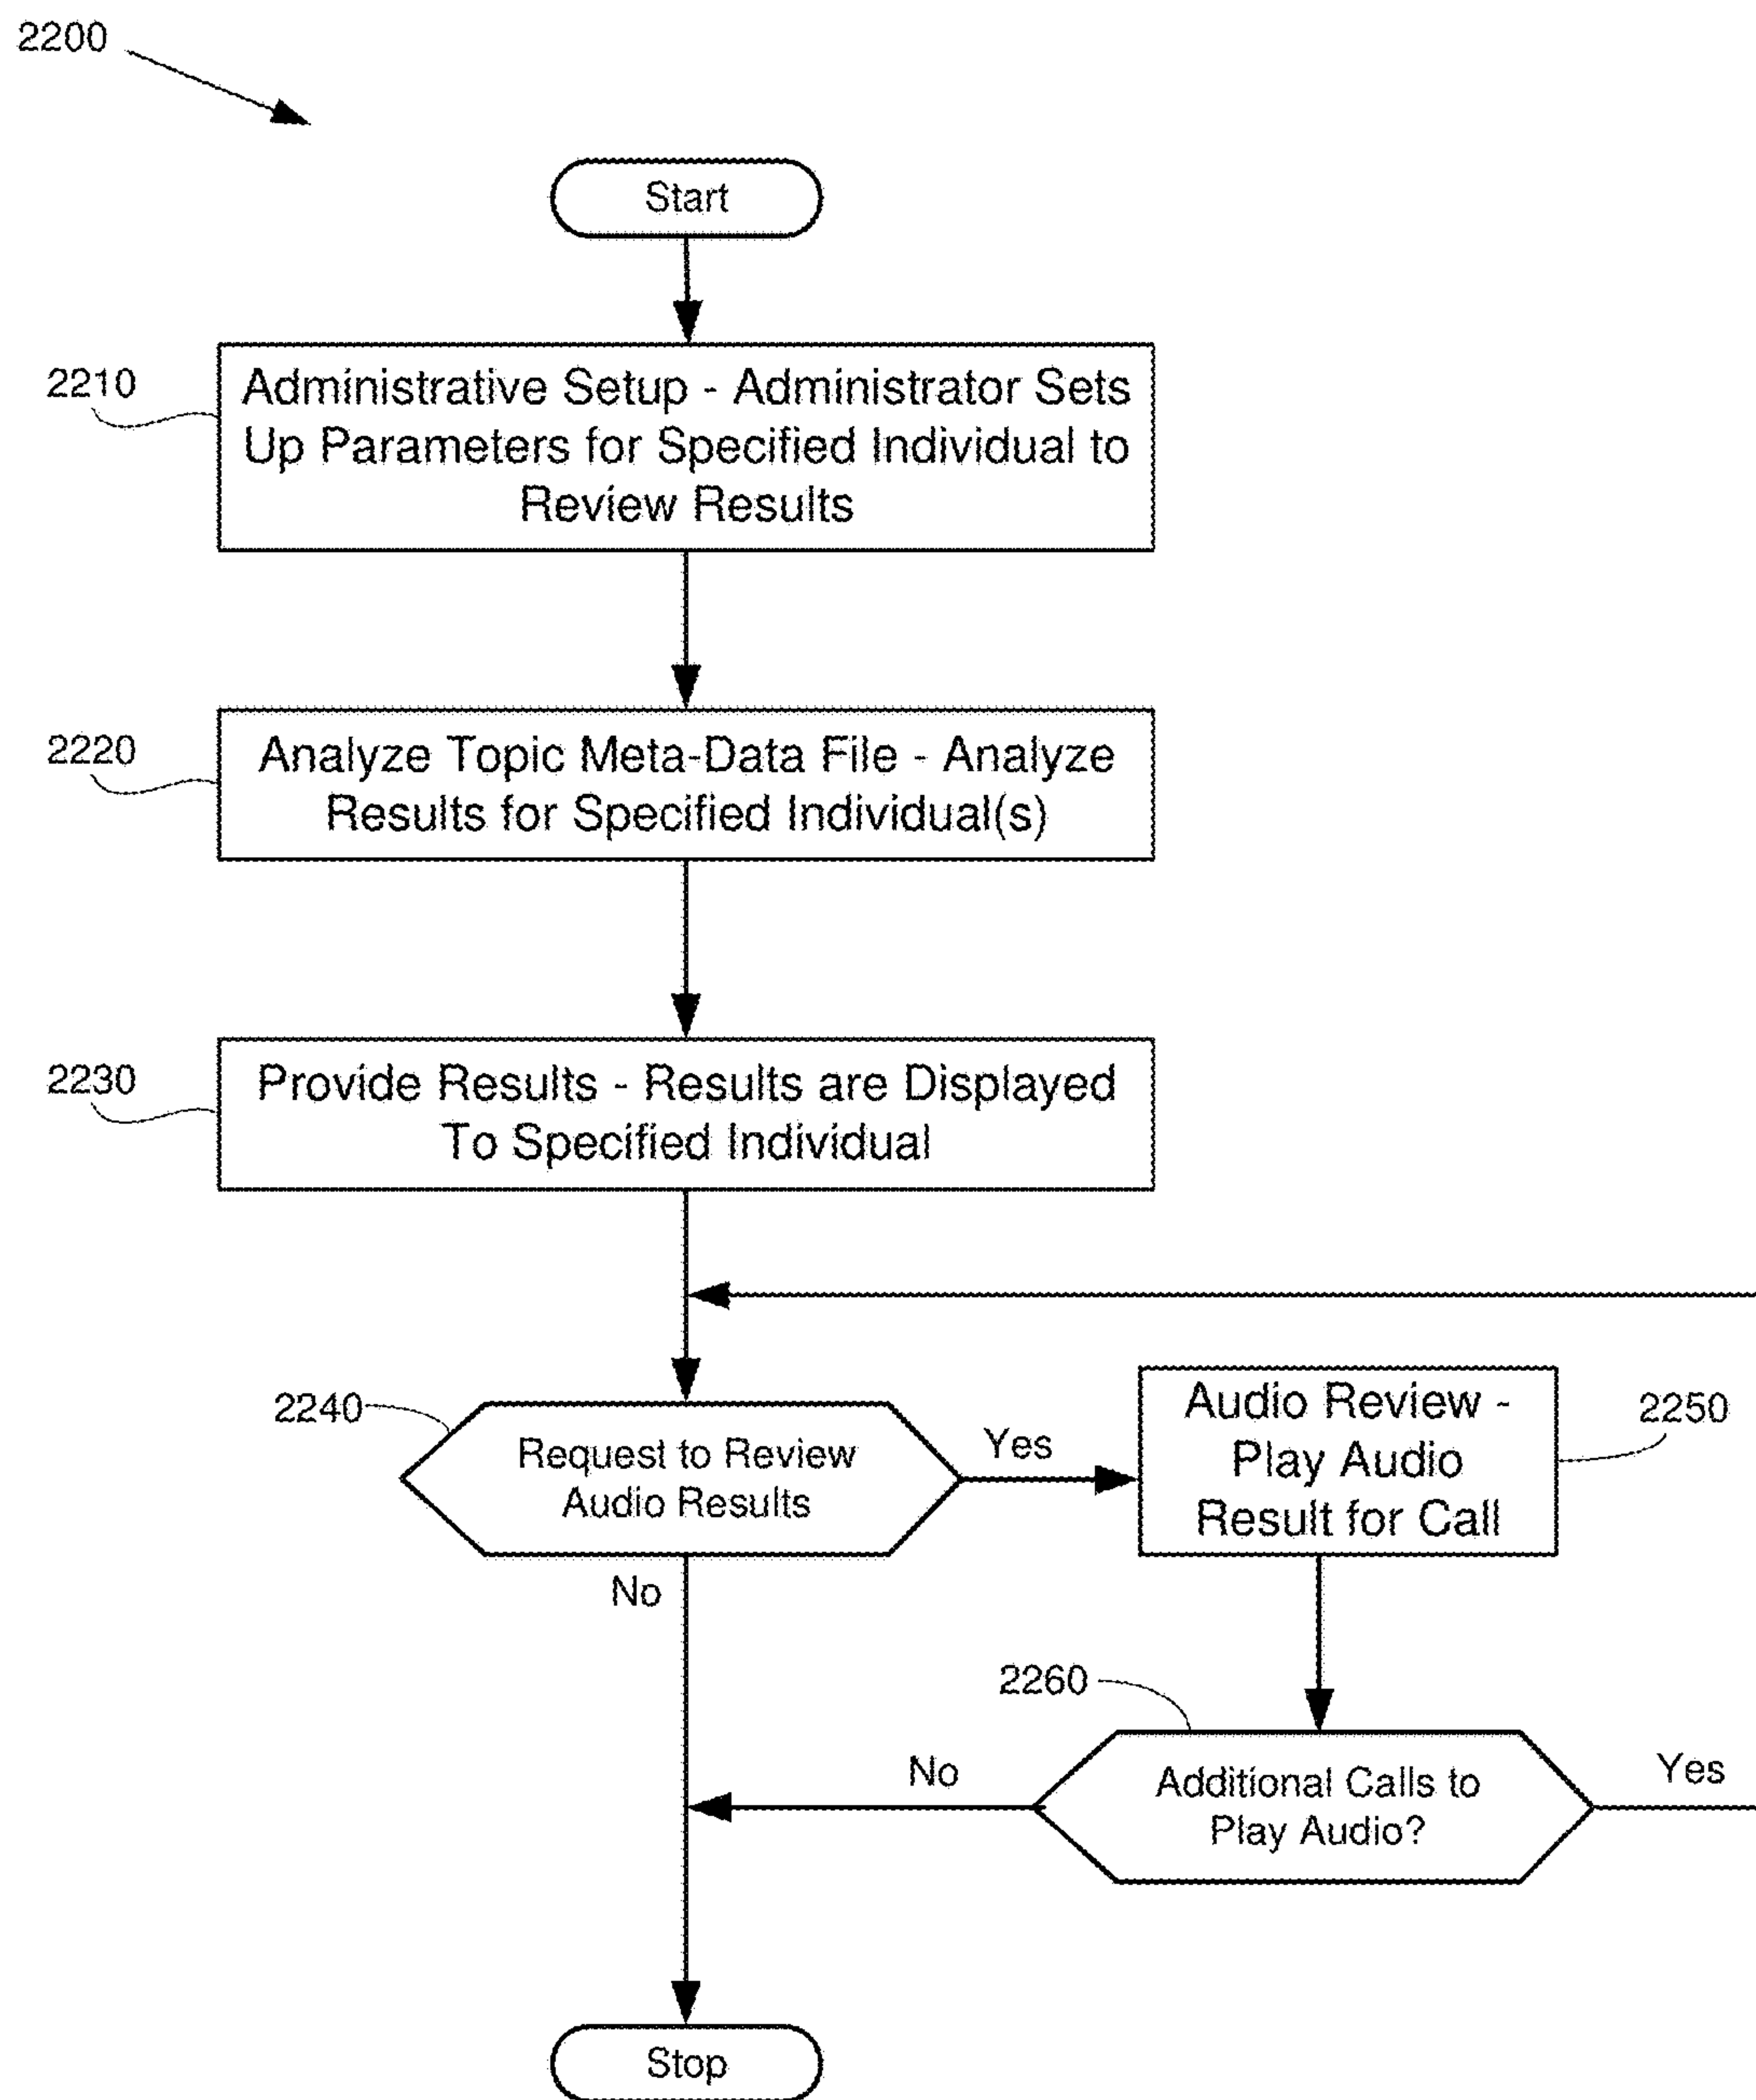 2200
Start
2210
Administrative Setup - Administrator Sets
Up Parameters for Specified Individual to
Review Results
2220
Analyze Topic Meta-Data File - Analyze
Results for Specified Individual(s)
2230
Provide Results - Results are Displayed
To Specified Individual
2240
Request to Review
Audio Results
Yes
No
Audio Review -
Play Audio
Result for Call
2250
2260
Additional Calls to
Play Audio?
No
Yes
Stop